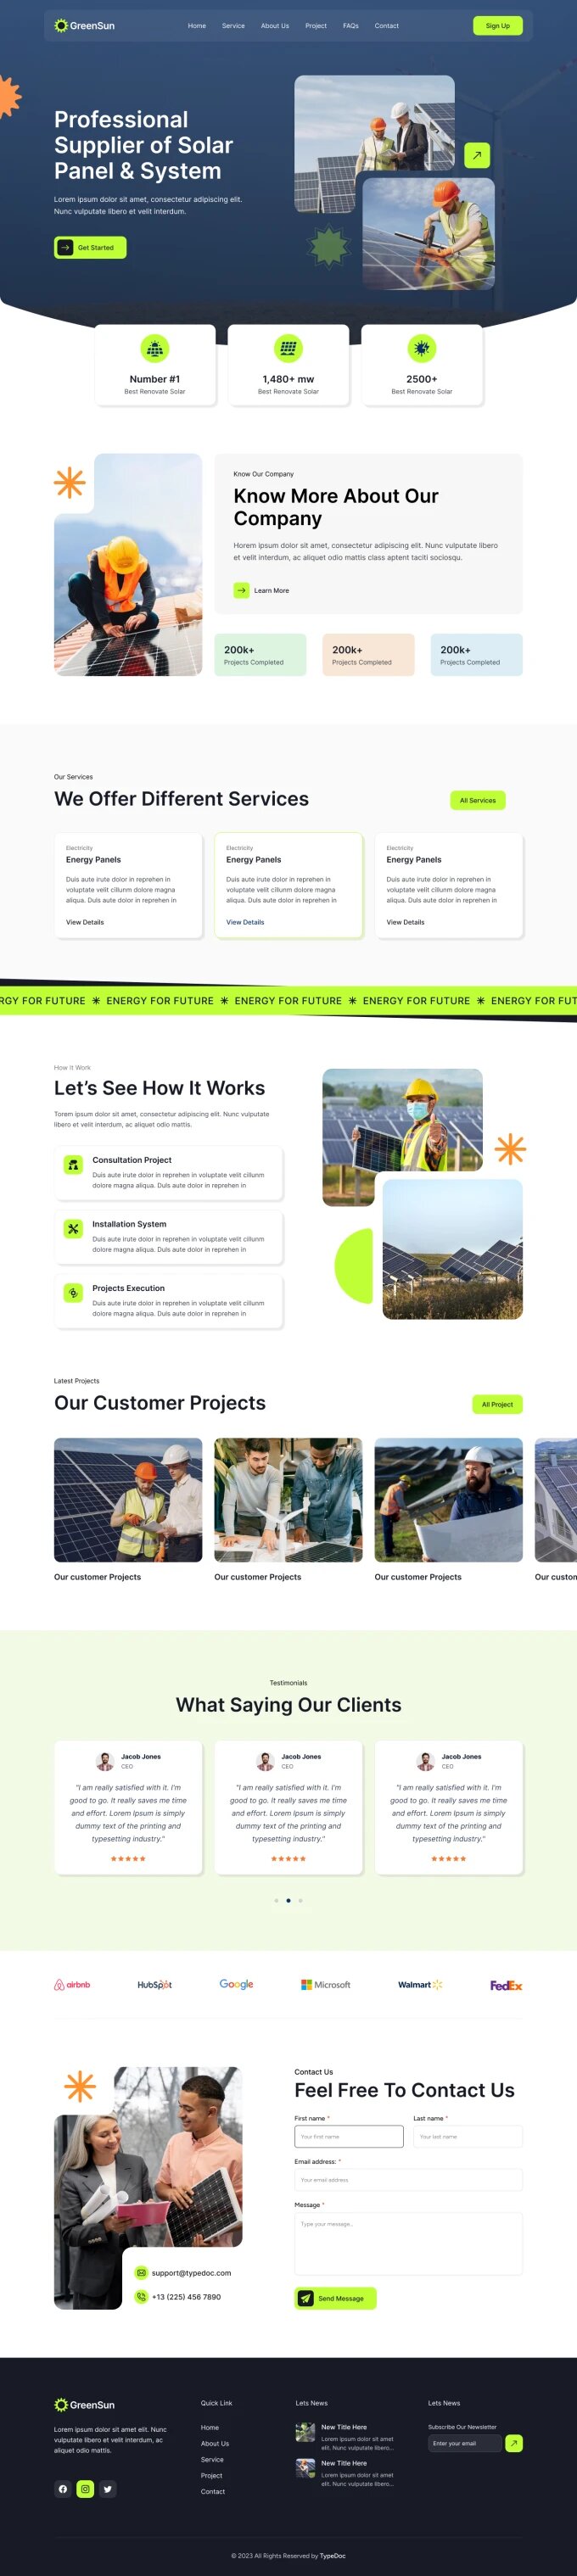 GreenSun
Home Service About Us Project FAQs Contact
Sign Up
Professional
Supplier of Solar
Panel & System
Lorem ipsum dolor sit amet, consectetur adipiscing elit.
Nunc vulputate libero et velit interdum.
Get Started
Number #1
Best Renovate Solar
1,480+ mw
Best Renovate Solar
2500+
Best Renovate Solar
Know Our Company
Know More About Our
Company
Horem ipsum dolor sit amet, consectetur adipiscing elit. Nunc vulputate libero
et velit interdum, ac aliquet odio mattis class aptent taciti sociosqu.
Learn More
200k+
Projects Completed
200k+
Projects Completed
200k+
Projects Completed
Our Services
We Offer Different Services
All Services
Electricity
Energy Panels
Duis aute irute dolor in reprehen in
voluptate velit cillunm dolore magna
aliqua. Duis aute dolor in reprehen in
View Details
Electricity
Energy Panels
Duis aute irute dolor in reprehen in
voluptate velit cillunm dolore magna
aliqua. Duis aute dolor in reprehen in
View Details
Electricity
Energy Panels
Duis aute irute dolor in reprehen in
voluptate velit cillunm dolore magna
aliqua. Duis aute dolor in reprehen in
View Details
RGY FOR FUTURE ✳ ENERGY FOR FUTURE ✳ ENERGY FOR FUTURE ✳ ENERGY FOR FUTURE ✳ ENERGY FOR FUT
How It Work
Let's See How It Works
Torem ipsum dolor sit amet, consectetur adipiscing elit. Nunc vulputate
libero et velit interdum, ac aliquet odio mattis.
Consultation Project
Duis aute irute dolor in reprehen in voluptate velit cillunm
dolore magna aliqua. Duis aute dolor in reprehen in
Installation System
Duis aute irute dolor in reprehen in voluptate velit cillunm
dolore magna aliqua. Duis aute dolor in reprehen in
Projects Execution
Duis aute irute dolor in reprehen in voluptate velit cillunm
dolore magna aliqua. Duis aute dolor in reprehen in
Latest Projects
Our Customer Projects
All Project
Our customer Projects
Our customer Projects
Our customer Projects
Our custon
Testimonials
What Saying Our Clients
Jacob Jones
CEO
"I am really satisfied with it. I'm
good to go. It really saves me time
and effort. Lorem Ipsum is simply
dummy text of the printing and
typesetting industry."
Jacob Jones
CEO
"I am really satisfied with it. I'm
good to go. It really saves me time
and effort. Lorem Ipsum is simply
dummy text of the printing and
typesetting industry."
Jacob Jones
CEO
"I am really satisfied with it. I'm
good to go. It really saves me time
and effort. Lorem Ipsum is simply
dummy text of the printing and
typesetting industry."
airbnb HubSpot Google Microsoft Walmart FedEx
support@typedoc.com
+13 (225) 456 7890
Contact Us
Feel Free To Contact Us
First name * Last name *
Your first name Your last name
Email address: *
Your email address
Message *
Type your message...
Send Message
GreenSun
Lorem ipsum dolor sit amet elit. Nunc
vulputate libero et velit interdum, ac
aliquet odio mattis.
Quick Link
Home
About Us
Service
Project
Contact
Lets News
New Title Here
Lorem ipsum dolor sit amet
elit. Nunc vulputate libero...
New Title Here
Lorem ipsum dolor sit amet
elit. Nunc vulputate libero...
Lets News
Subscribe Our Newsletter
Enter your email
© 2023 All Rights Reserved by TypeDoc